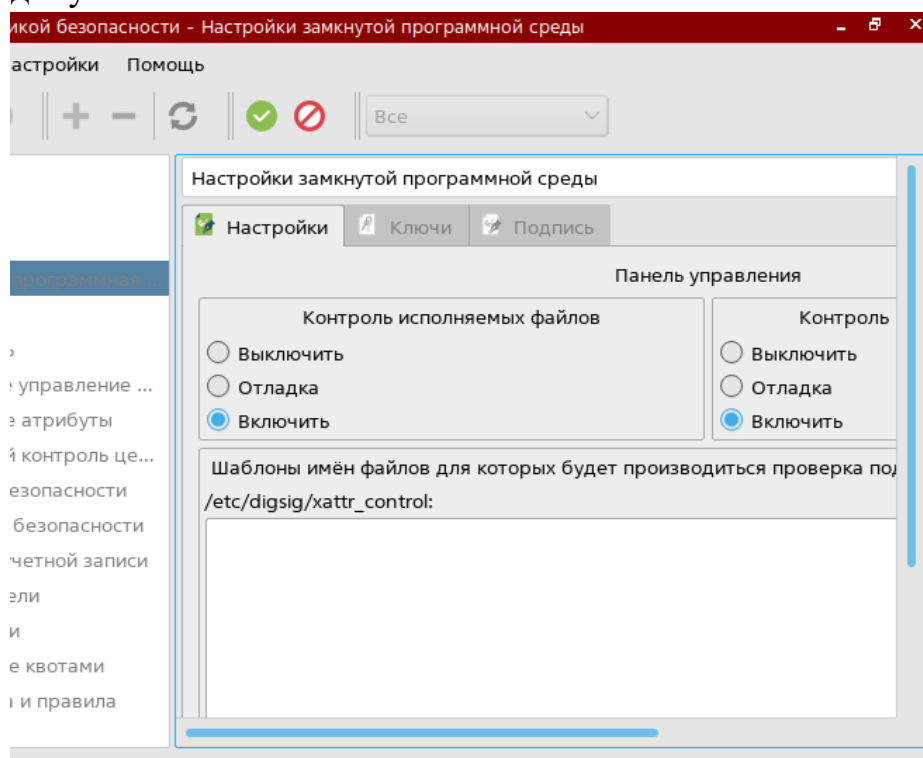 икой безопасности - Настройки замкнутой программной среды
астройки Помощь
Все
Настройки замкнутой программной среды
Настройки Ключи Подпись
программная ...
Панель управления
Контроль исполняемых файлов Контроль
Выключить Выключить
Отладка Отладка
Включить Включить
ь
е управление ...
е атрибуты
й контроль це...
езопасности
безопасности
четной записи
ели
и
е квотами
а и правила
Шаблоны имён файлов для которых будет производиться проверка под
/etc/digsig/xattr_control: